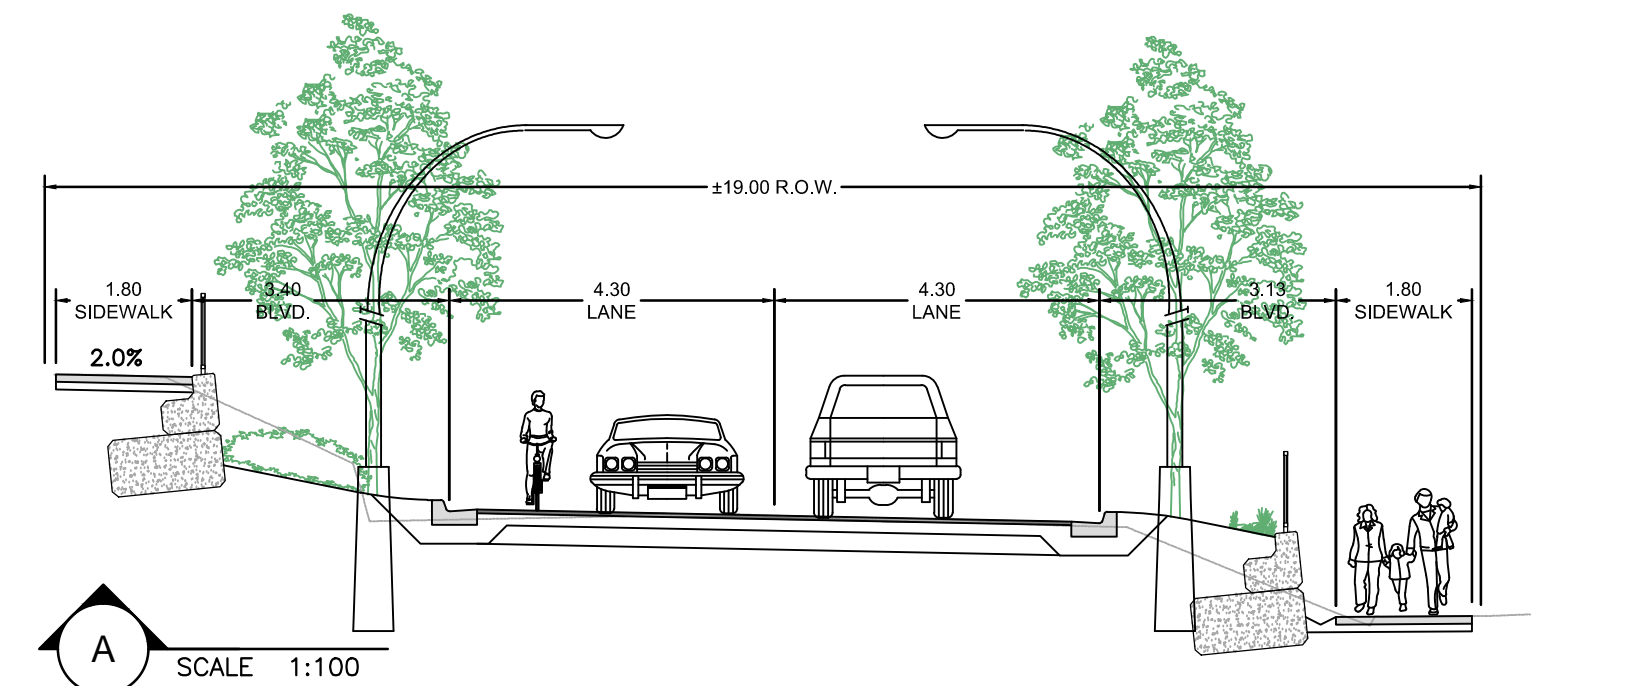 ±19.00 R.O.W.
1.80 3.40 4.30 4.30 3.13 1.80
SIDEWALK BLVD. LANE LANE BLVD. SIDEWALK
2.0%
A
SCALE 1:100